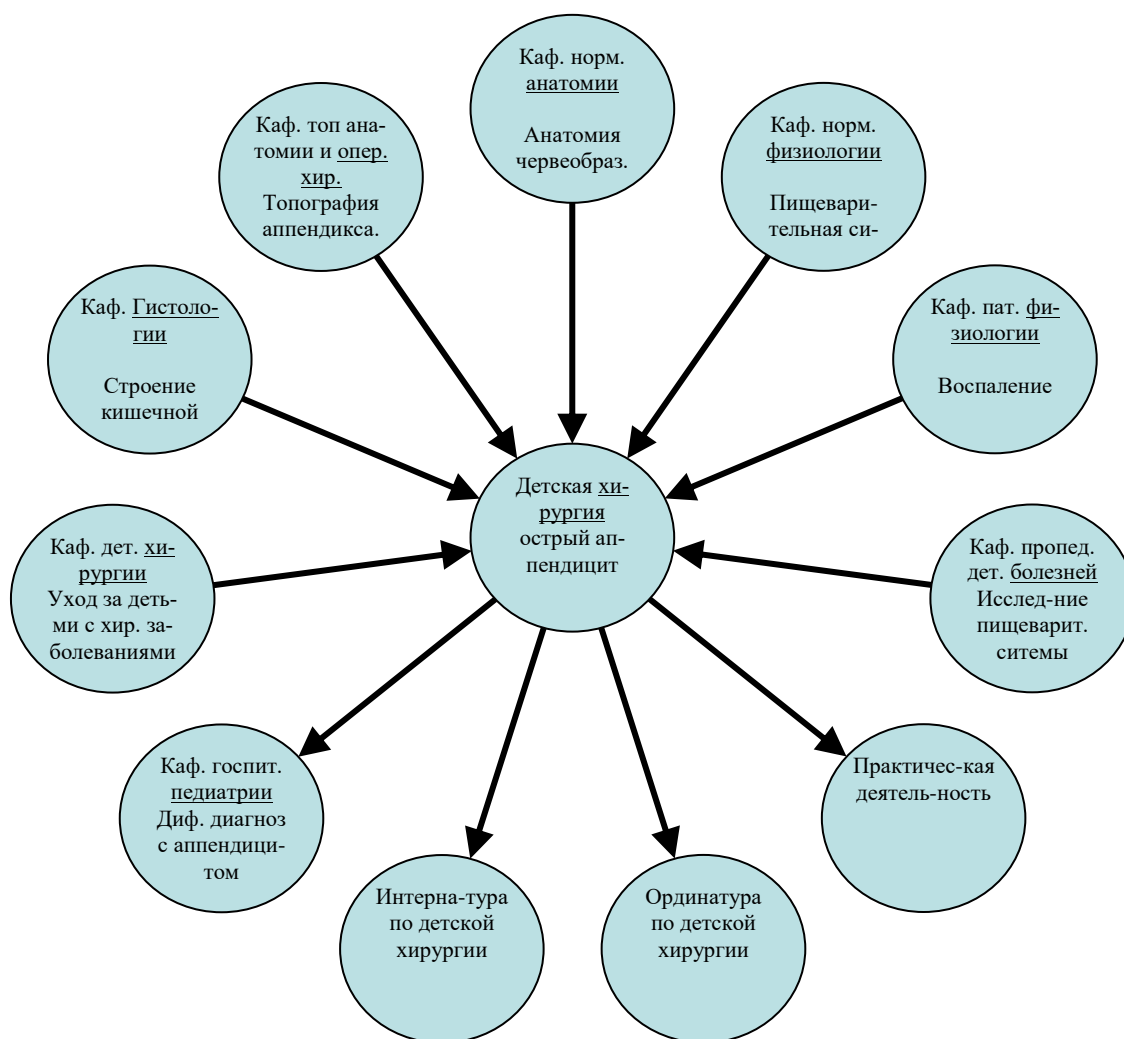 Каф. норм.
анатомии
Анатомия
червеобраз.
Каф. топ ана-
томии и опер.
хир.
Топография
аппендикса.
Каф. норм.
физиологии
Пищевари-
тельная си-
Каф. Гистоло-
гии
Строение
кишечной
Каф. пат. фи-
зиологии
Воспаление
Детская хи-
рургия
острый ап-
пендицит
Каф. дет. хи-
рургии
Уход за деть-
ми с хир. за-
болеваниями
Каф. пропед.
дет. болезней
Исслед-ние
пищеварит.
ситемы
Каф. госпит.
педиатрии
Диф. диагноз
с аппендици-
том
Практичес-кая
деятель-ность
Интерна-тура
по детской
хирургии
Ординатура
по детской
хирургии